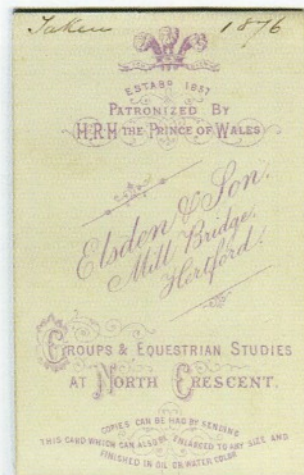 Taken 1876
ESTABD 1857
PATRONIZED BY
H.R.H THE PRINCE OF WALES
Elsden & Son.
Mill Bridge,
Hertford.
GROUPS & EQUESTRIAN STUDIES
AT NORTH CRESCENT.
COPIES CAN BE HAD BY SENDING
THIS CARD WHICH CAN ALSO BE ENLARGED TO ANY SIZE AND
FINISHED IN OIL OR WATER COLOR